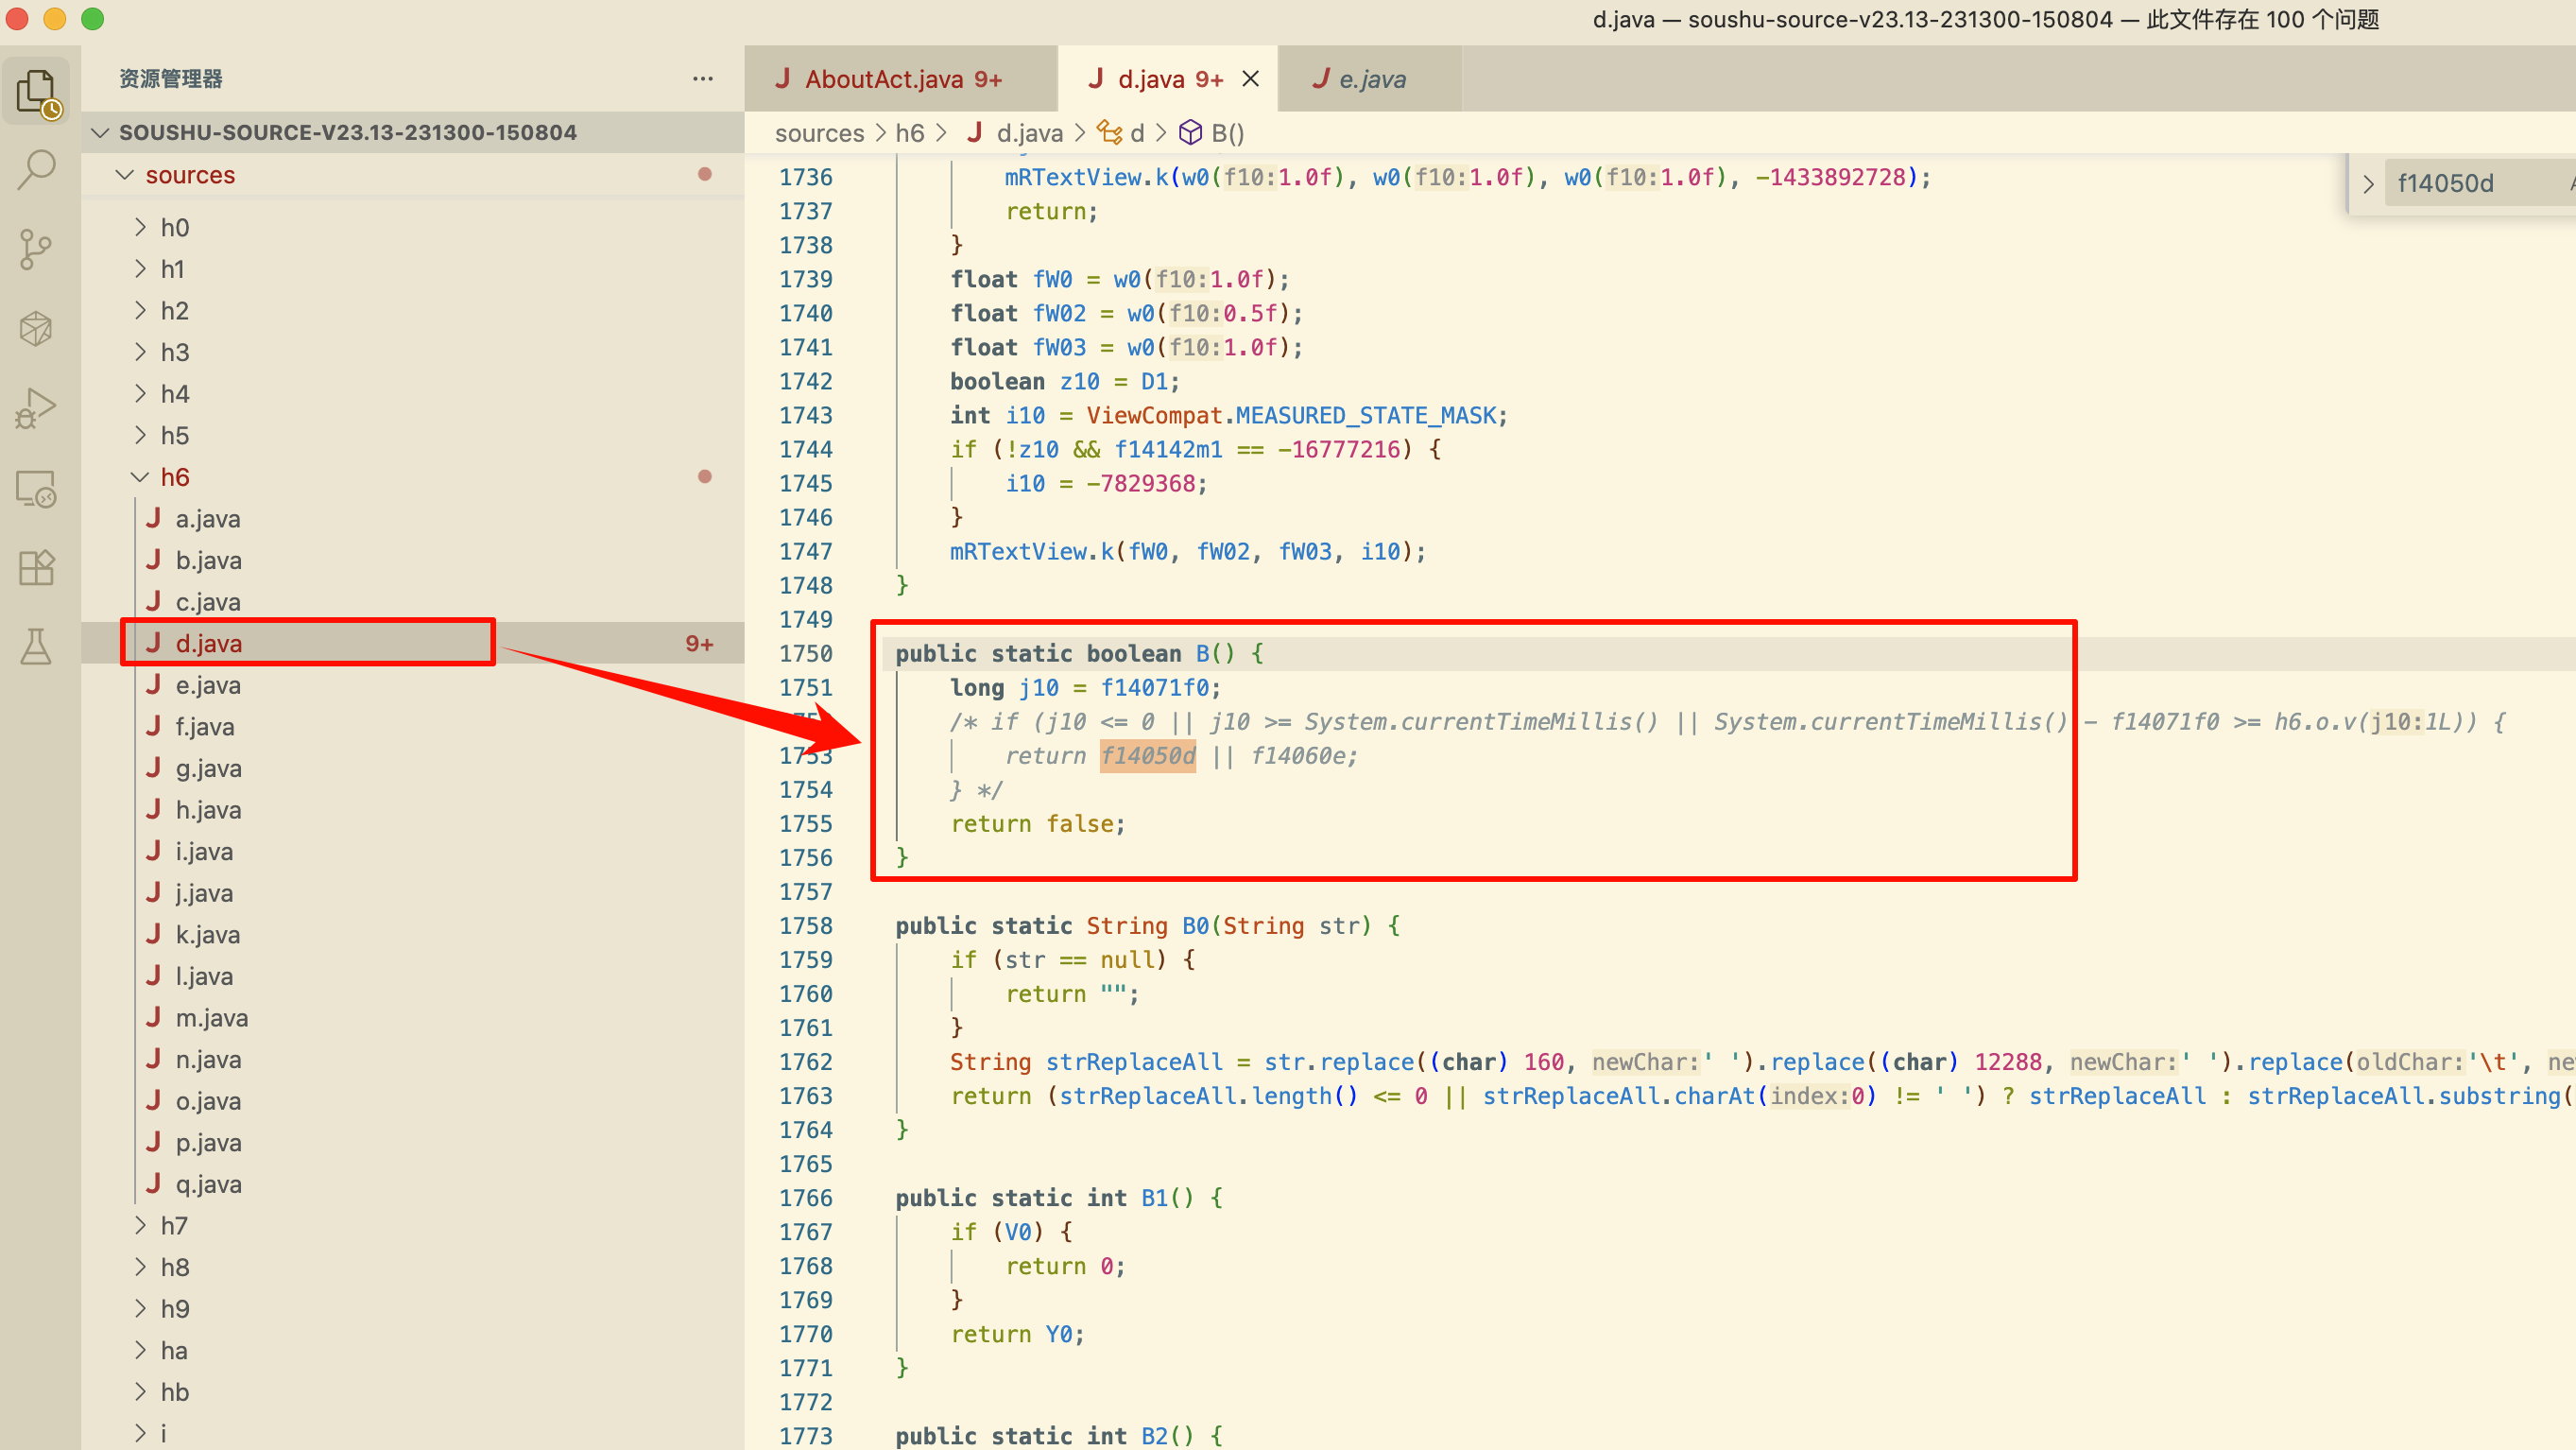 d.java — soushu-source-v23.13-231300-150804 — 此文件存在 100 个问题
资源管理器
···
SOUSHU-SOURCE-V23.13-231300-150804
sources
h0
h1
h2
h3
h4
h5
h6
J a.java
J b.java
J c.java
J d.java 9+
J e.java
J f.java
J g.java
J h.java
J i.java
J j.java
J k.java
J l.java
J m.java
J n.java
J o.java
J p.java
J q.java
h7
h8
h9
ha
hb
i
J AboutAct.java 9+
J d.java 9+
J e.java
sources > h6 > J d.java > d > B()
f14050d
1736 mRTextView.k(w0(f10:1.0f), w0(f10:1.0f), w0(f10:1.0f), -1433892728);
1737 return;
1738 }
1739 float fW0 = w0(f10:1.0f);
1740 float fW02 = w0(f10:0.5f);
1741 float fW03 = w0(f10:1.0f);
1742 boolean z10 = D1;
1743 int i10 = ViewCompat.MEASURED_STATE_MASK;
1744 if (!z10 && f14142m1 == -16777216) {
1745 i10 = -7829368;
1746 }
1747 mRTextView.k(fW0, fW02, fW03, i10);
1748 }
1749
1750 public static boolean B() {
1751 long j10 = f14071f0;
/* if (j10 <= 0 || j10 >= System.currentTimeMillis() || System.currentTimeMillis() - f14071f0 >= h6.o.v(j10:1L)) {
1753 return f14050d || f14060e;
1754 } */
1755 return false;
1756 }
1757
1758 public static String B0(String str) {
1759 if (str == null) {
1760 return "";
1761 }
1762 String strReplaceAll = str.replace((char) 160, newChar:' ').replace((char) 12288, newChar:' ').replace(oldChar:'\t', ne
1763 return (strReplaceAll.length() <= 0 || strReplaceAll.charAt(index:0) != ' ') ? strReplaceAll : strReplaceAll.substring(
1764 }
1765
1766 public static int B1() {
1767 if (V0) {
1768 return 0;
1769 }
1770 return Y0;
1771 }
1772
1773 public static int B2() {